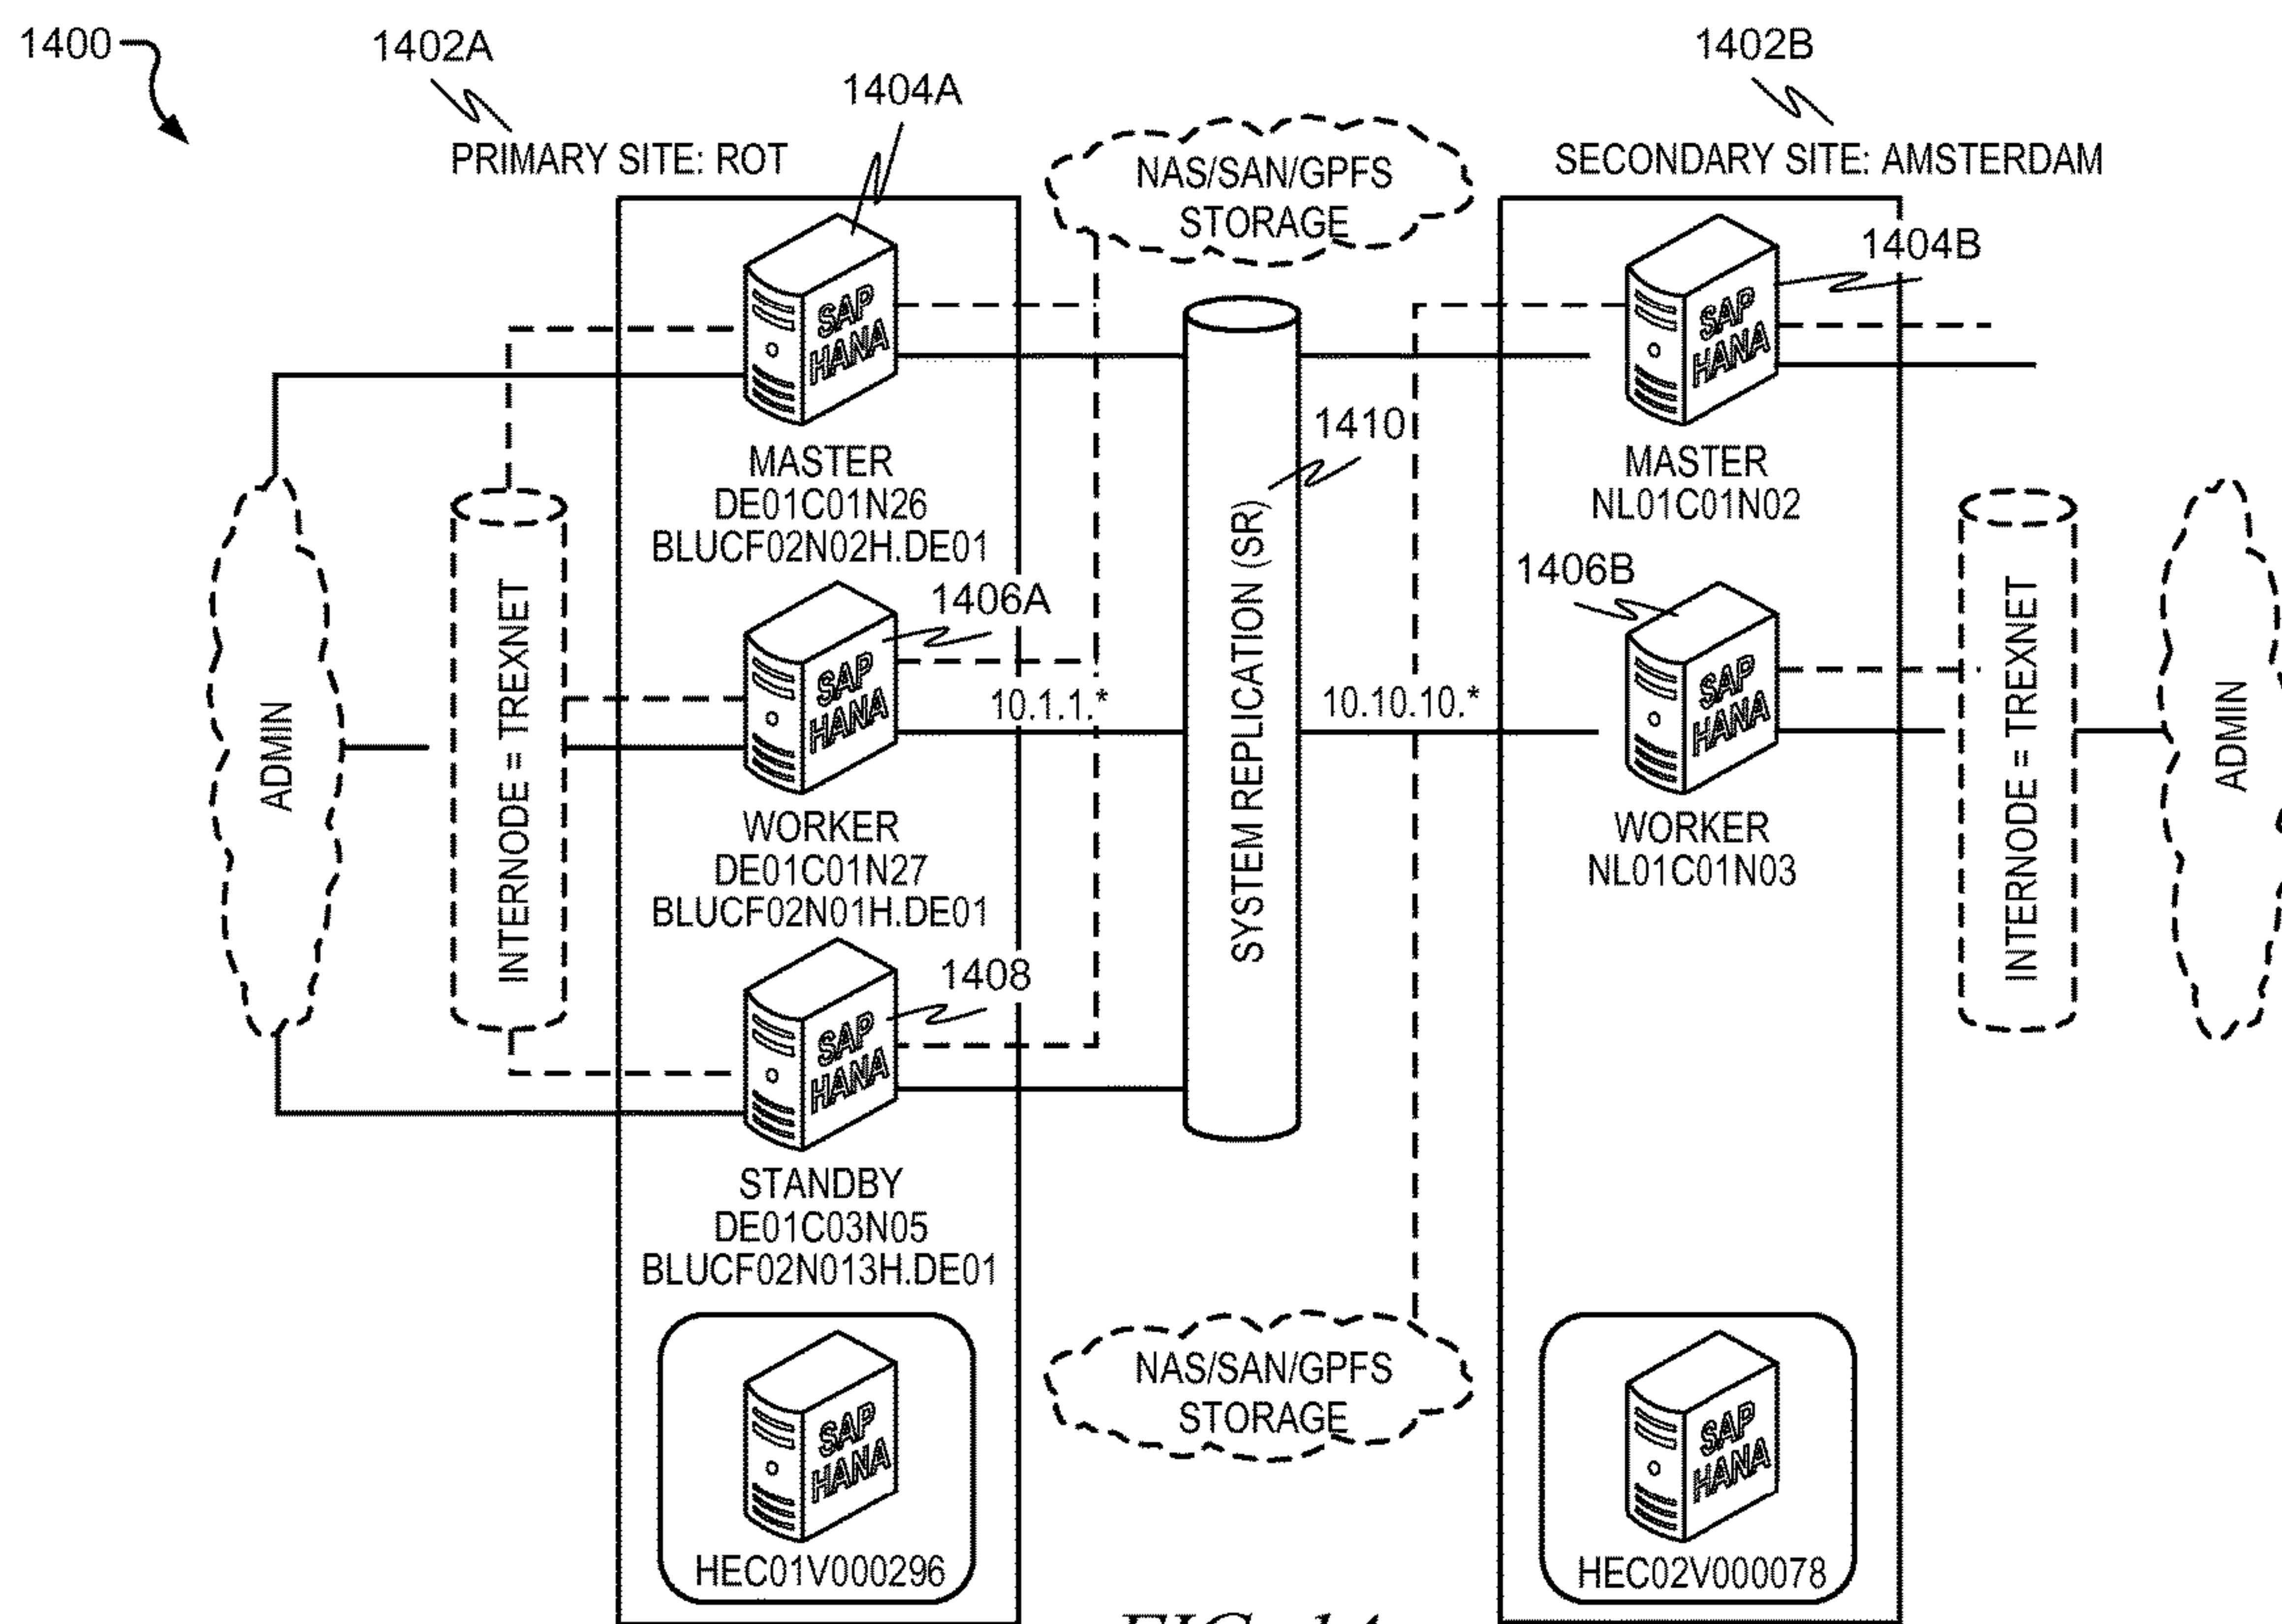 1400
1402A
1402B
1404A
PRIMARY SITE: ROT
NAS/SAN/GPFS
STORAGE
SECONDARY SITE: AMSTERDAM
1404B
SAP
HANA
SAP
HANA
1410
MASTER
DE01C01N26
BLUCF02N02H.DE01
MASTER
NL01C01N02
1406A
1406B
ADMIN
INTERNODE = TREXNET
SAP
HANA
10.1.1.*
SYSTEM REPLICATION (SR)
10.10.10.*
SAP
HANA
INTERNODE = TREXNET
ADMIN
WORKER
DE01C01N27
BLUCF02N01H.DE01
WORKER
NL01C01N03
1408
SAP
HANA
STANDBY
DE01C03N05
BLUCF02N013H.DE01
NAS/SAN/GPFS
STORAGE
SAP
HANA
HEC01V000296
SAP
HANA
HEC02V000078